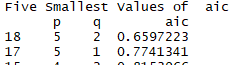 Five Smallest Values of aic
p q aic
18 5 2 0.6597223
17 5 1 0.7741341